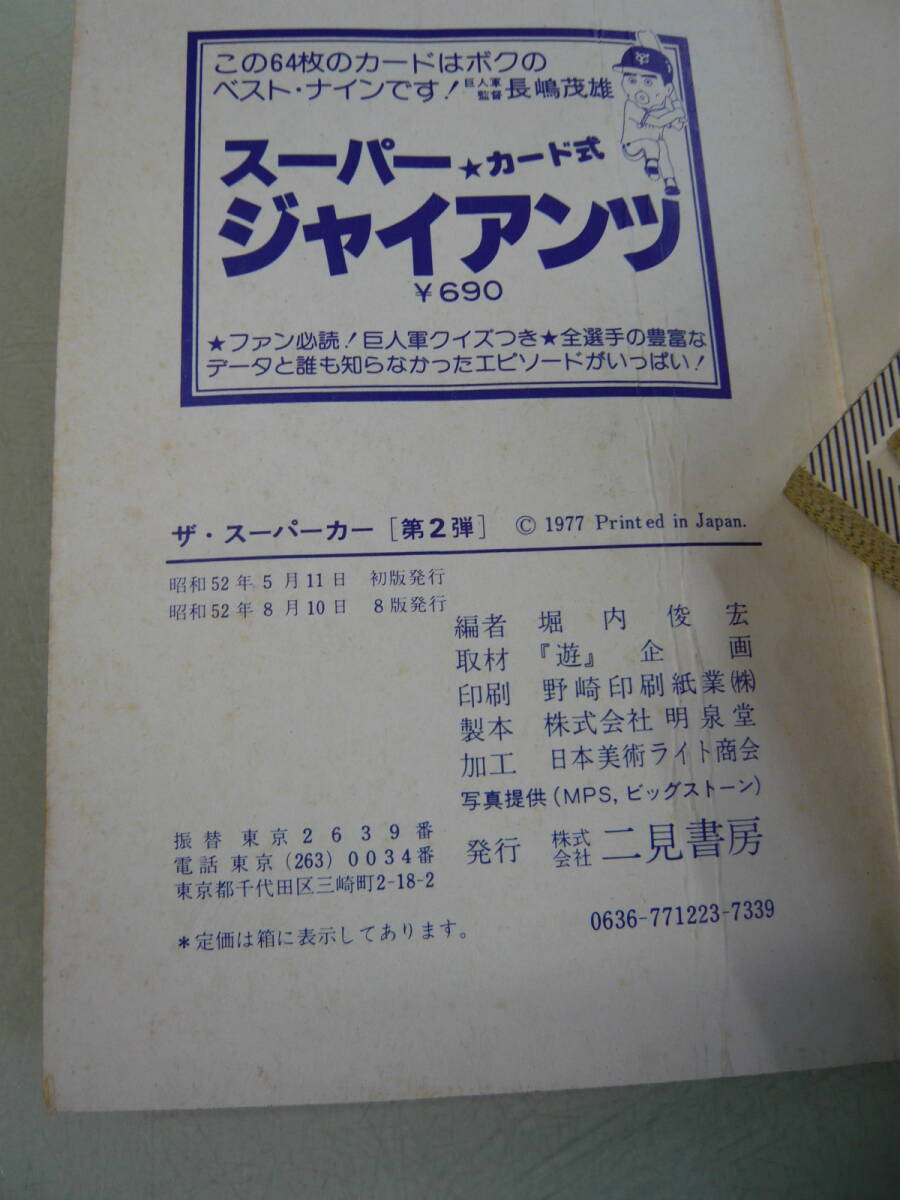 この64枚のカードはボクの
ベスト・ナインです! 巨人軍監督 長嶋茂雄
スーパー★カード式
ジャイアンツ
￥690
★ファン必読!巨人軍クイズつき★全選手の豊富な
データと誰も知らなかったエピソードがいっぱい!
ザ・スーパーカー[第2弾] © 1977 Printed in Japan.
昭和52年5月11日 初版発行
昭和52年8月10日 8版発行
編者 堀内俊宏
取材 『遊』企画
印刷 野崎印刷紙業㈱
製本 株式会社 明泉堂
加工 日本美術ライト商会
写真提供(MPS,ビッグストーン)
発行 株式会社 二見書房
振替 東京2639番
電話 東京(263)0034番
東京都千代田区三崎町2-18-2
0636-771223-7339
*定価は箱に表示してあります。